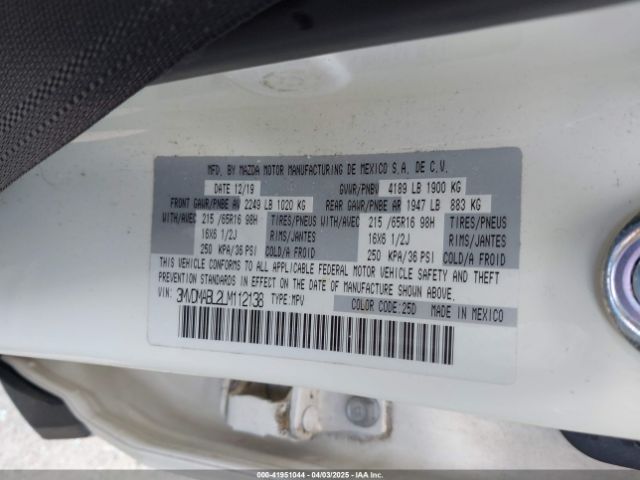 MFD. BY MAZDA MOTOR MANUFACTURING DE MEXICO S.A. DE C.V.
DATE 12/19 GVWR/PNBV 4189 LB 1900 KG
FRONT GAWR/PNBE AV 2249 LB 1020 KG REAR GAWR/PNBE AR 1947 LB 883 KG
WITH/AVEC 215 /65R16 98H TIRES/PNEUS WITH/AVEC 215 /65R16 98H TIRES/PNEUS
16X6 1/2J RIMS/JANTES 16X6 1/2J RIMS/JANTES
250 KPA/36 PSI COLD/A FROID 250 KPA/36 PSI COLD/A FROID
THIS VEHICLE CONFORMS TO ALL APPLICABLE FEDERAL MOTOR VEHICLE SAFETY AND THEFT
PREVENTION STANDARDS IN EFFECT ON THE DATE OF MANUFACTURE SHOWN ABOVE.
VIN: 3MVDMABL2LM112138 TYPE: MPV COLOR CODE:25D MADE IN MEXICO
000-41951044 - 04/03/2025 - IAA Inc.